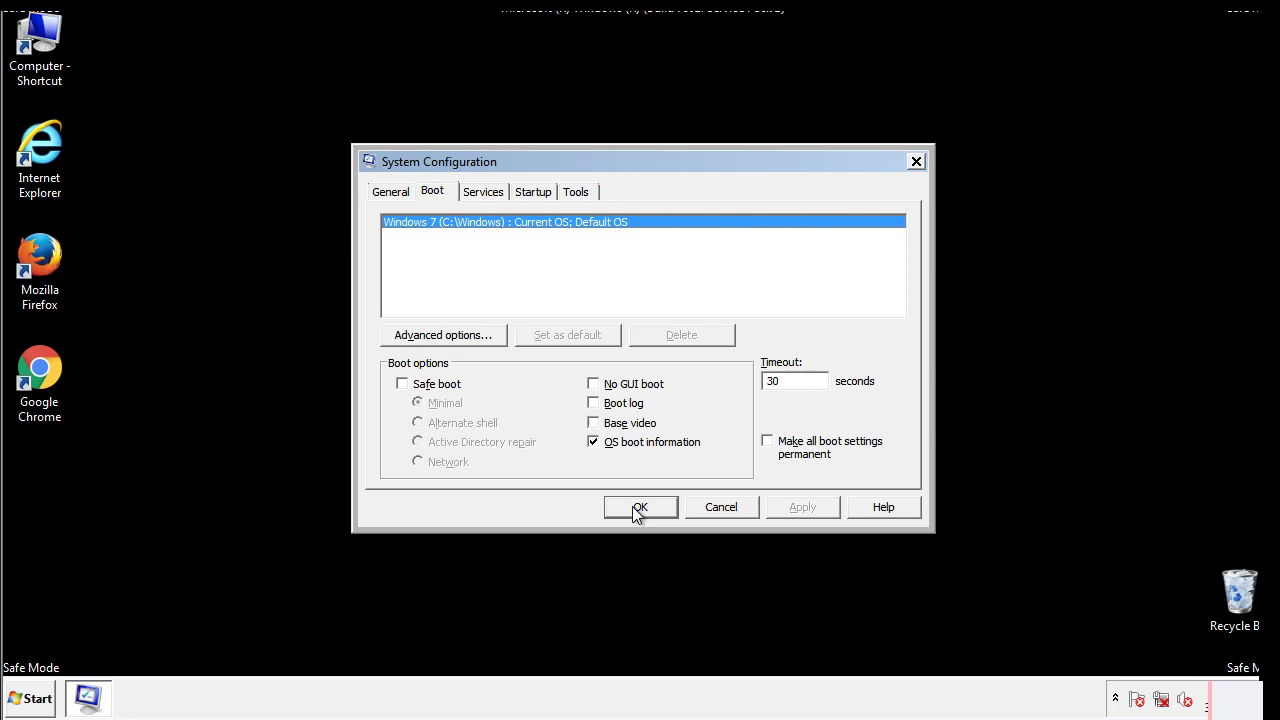 Computer -
Shortcut
Internet
Explorer
Mozilla
Firefox
Google
Chrome
System Configuration
General
Boot
Services
Startup
Tools
Windows 7 (C:\Windows) : Current OS; Default OS
Advanced options...
Set as default
Delete
Boot options
Safe boot
Minimal
Alternate shell
Active Directory repair
Network
No GUI boot
Boot log
Base video
OS boot information
Timeout:
30 seconds
Make all boot settings
permanent
OK
Cancel
Apply
Help
Recycle B
Safe Mode
Safe M
Start